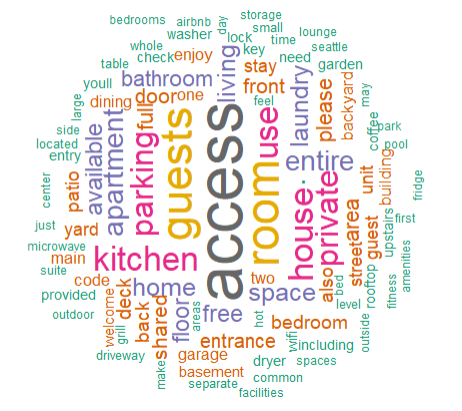 bedrooms
airbnb
day
storage
small
washer
lock
lounge
whole
time
seattle
table
check
enjoy
key
need
youll
bathroom
living
stay
garden
large
dining
door
one
front
laundry
please
backyard
may
side
available
apartment
parking
full
guests
access
feel
room
use
coffee
park
located
entry
entire
pool
building
center
patio
house.
private
unit
fridge
just
yard
kitchen
area
guest
upstairs
first
microwave
main
street
suite
code
home
space
two
also
bed
rooftop
amenities
provided
deck
floor
free
level
fitness
outdoor
welcome
grill
back
shared
areas
hot
bedroom
outside
entrance
wifi
including
driveway
make
garage
dryer
spaces
basement
common
separate
facilities